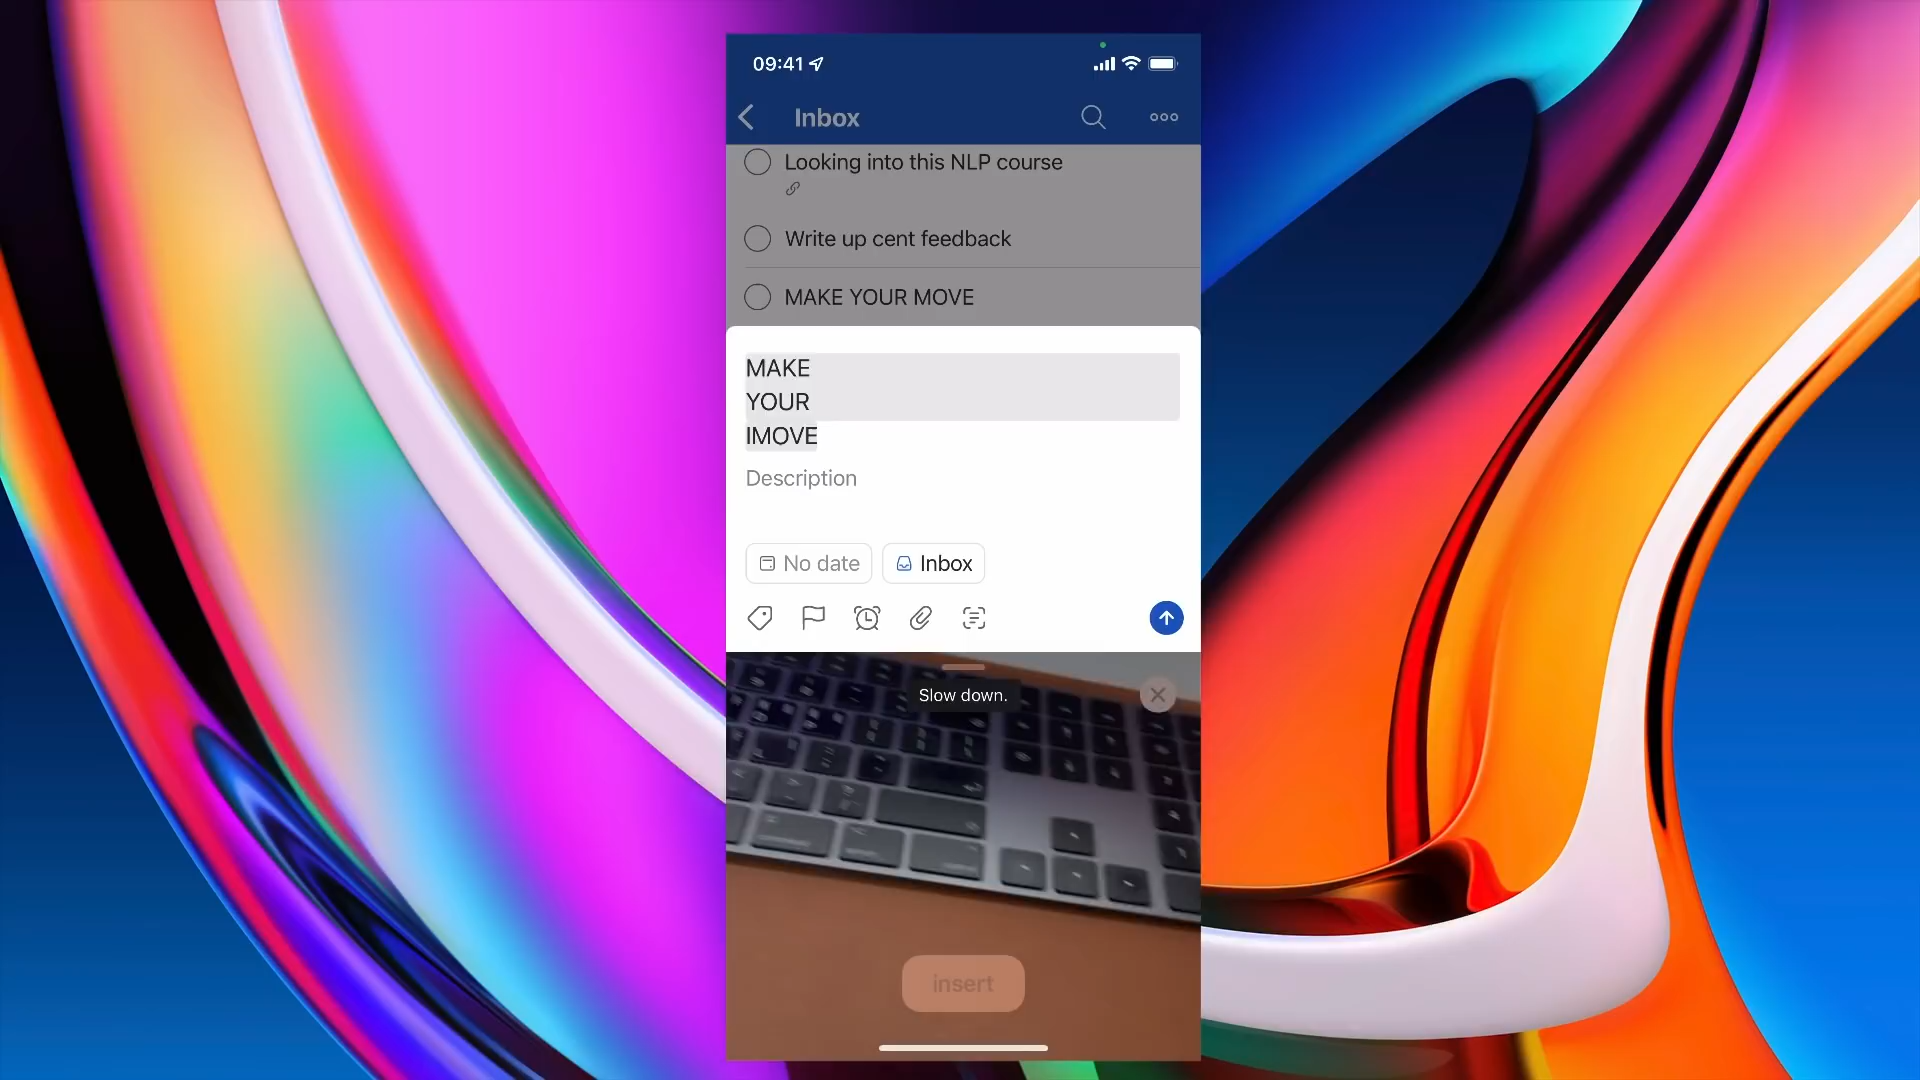 09:41
Inbox
Looking into this NLP course
Write up cent feedback
MAKE YOUR MOVE
MAKE
YOUR
IMOVE
Description
No date
Inbox
Slow down.
insert